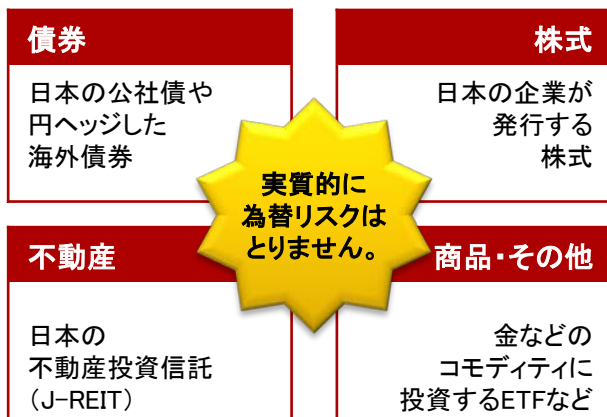 債券
日本の公社債や
円ヘッジした
海外債券
株式
日本の企業が
発行する
株式
実質的に
為替リスクは
とりません。
不動産
日本の
不動産投資信託
(J-REIT)
商品・その他
金などの
コモディティに
投資するETFなど